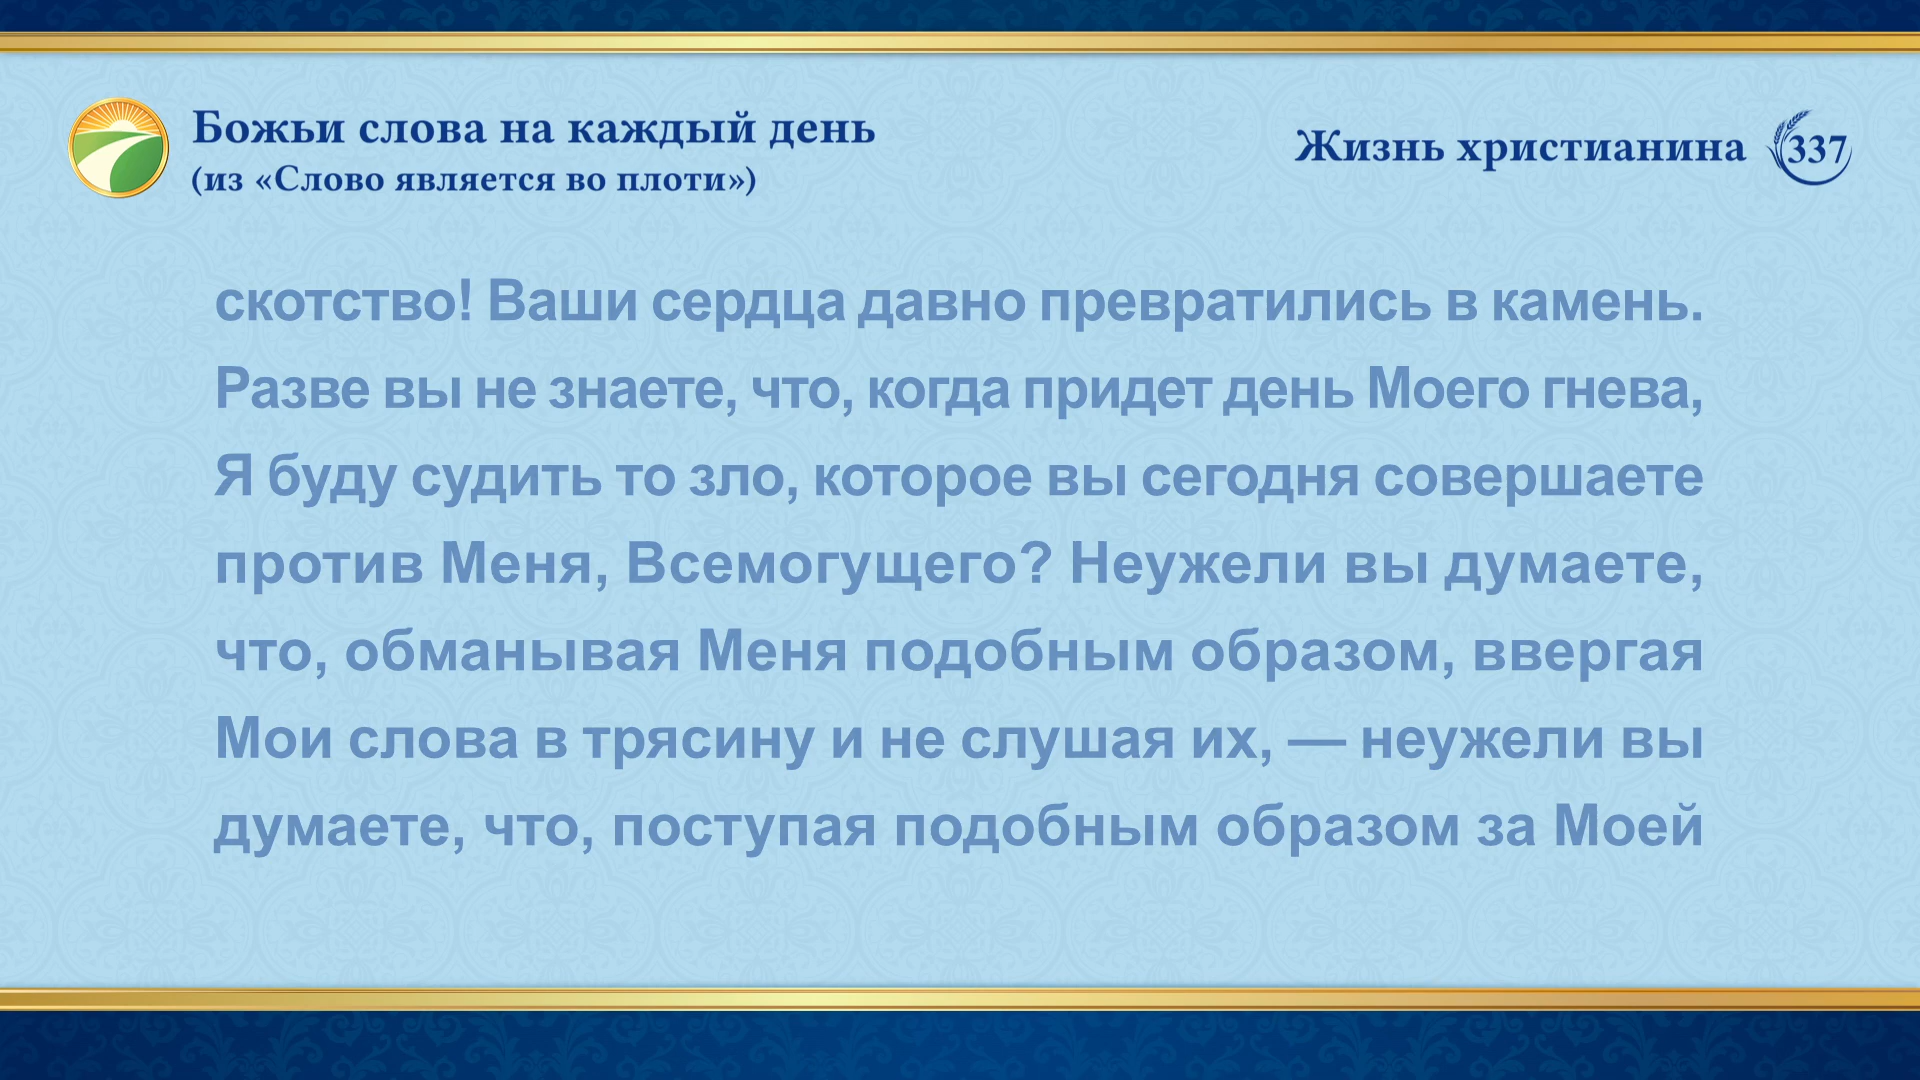 Божьи слова на каждый день
(из «Слово является во плоти»)
Жизнь христианина 337
скотство! Ваши сердца давно превратились в камень.
Разве вы не знаете, что, когда придет день Моего гнева,
Я буду судить то зло, которое вы сегодня совершаете
против Меня, Всемогущего? Неужели вы думаете,
что, обманывая Меня подобным образом, ввергая
Мои слова в трясину и не слушая их, — неужели вы
думаете, что, поступая подобным образом за Моей